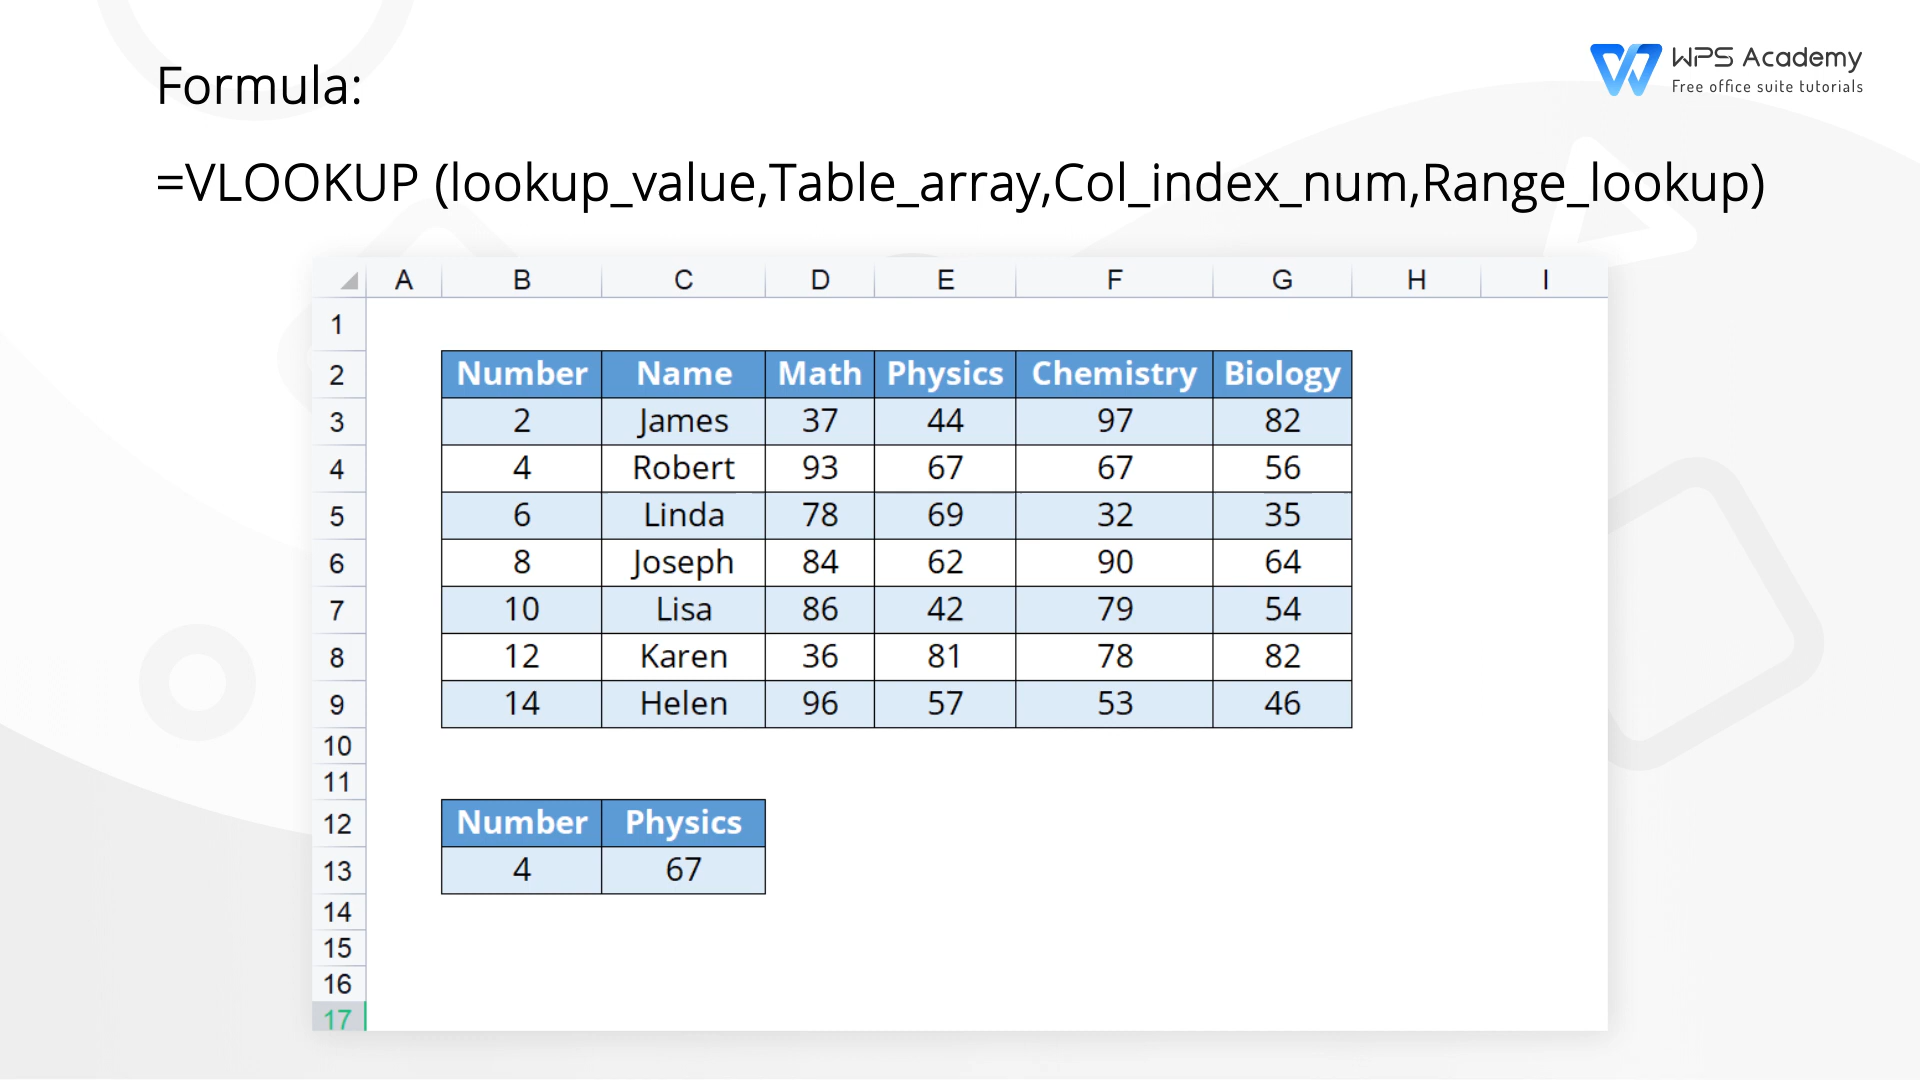 WPS Academy
Free office suite tutorials
Formula:
=VLOOKUP (lookup_value,Table_array,Col_index_num,Range_lookup)
A B C D E F G H I
1
2 Number Name Math Physics Chemistry Biology
3 2 James 37 44 97 82
4 4 Robert 93 67 67 56
5 6 Linda 78 69 32 35
6 8 Joseph 84 62 90 64
7 10 Lisa 86 42 79 54
8 12 Karen 36 81 78 82
9 14 Helen 96 57 53 46
10
11
12 Number Physics
13 4 67
14
15
16
17